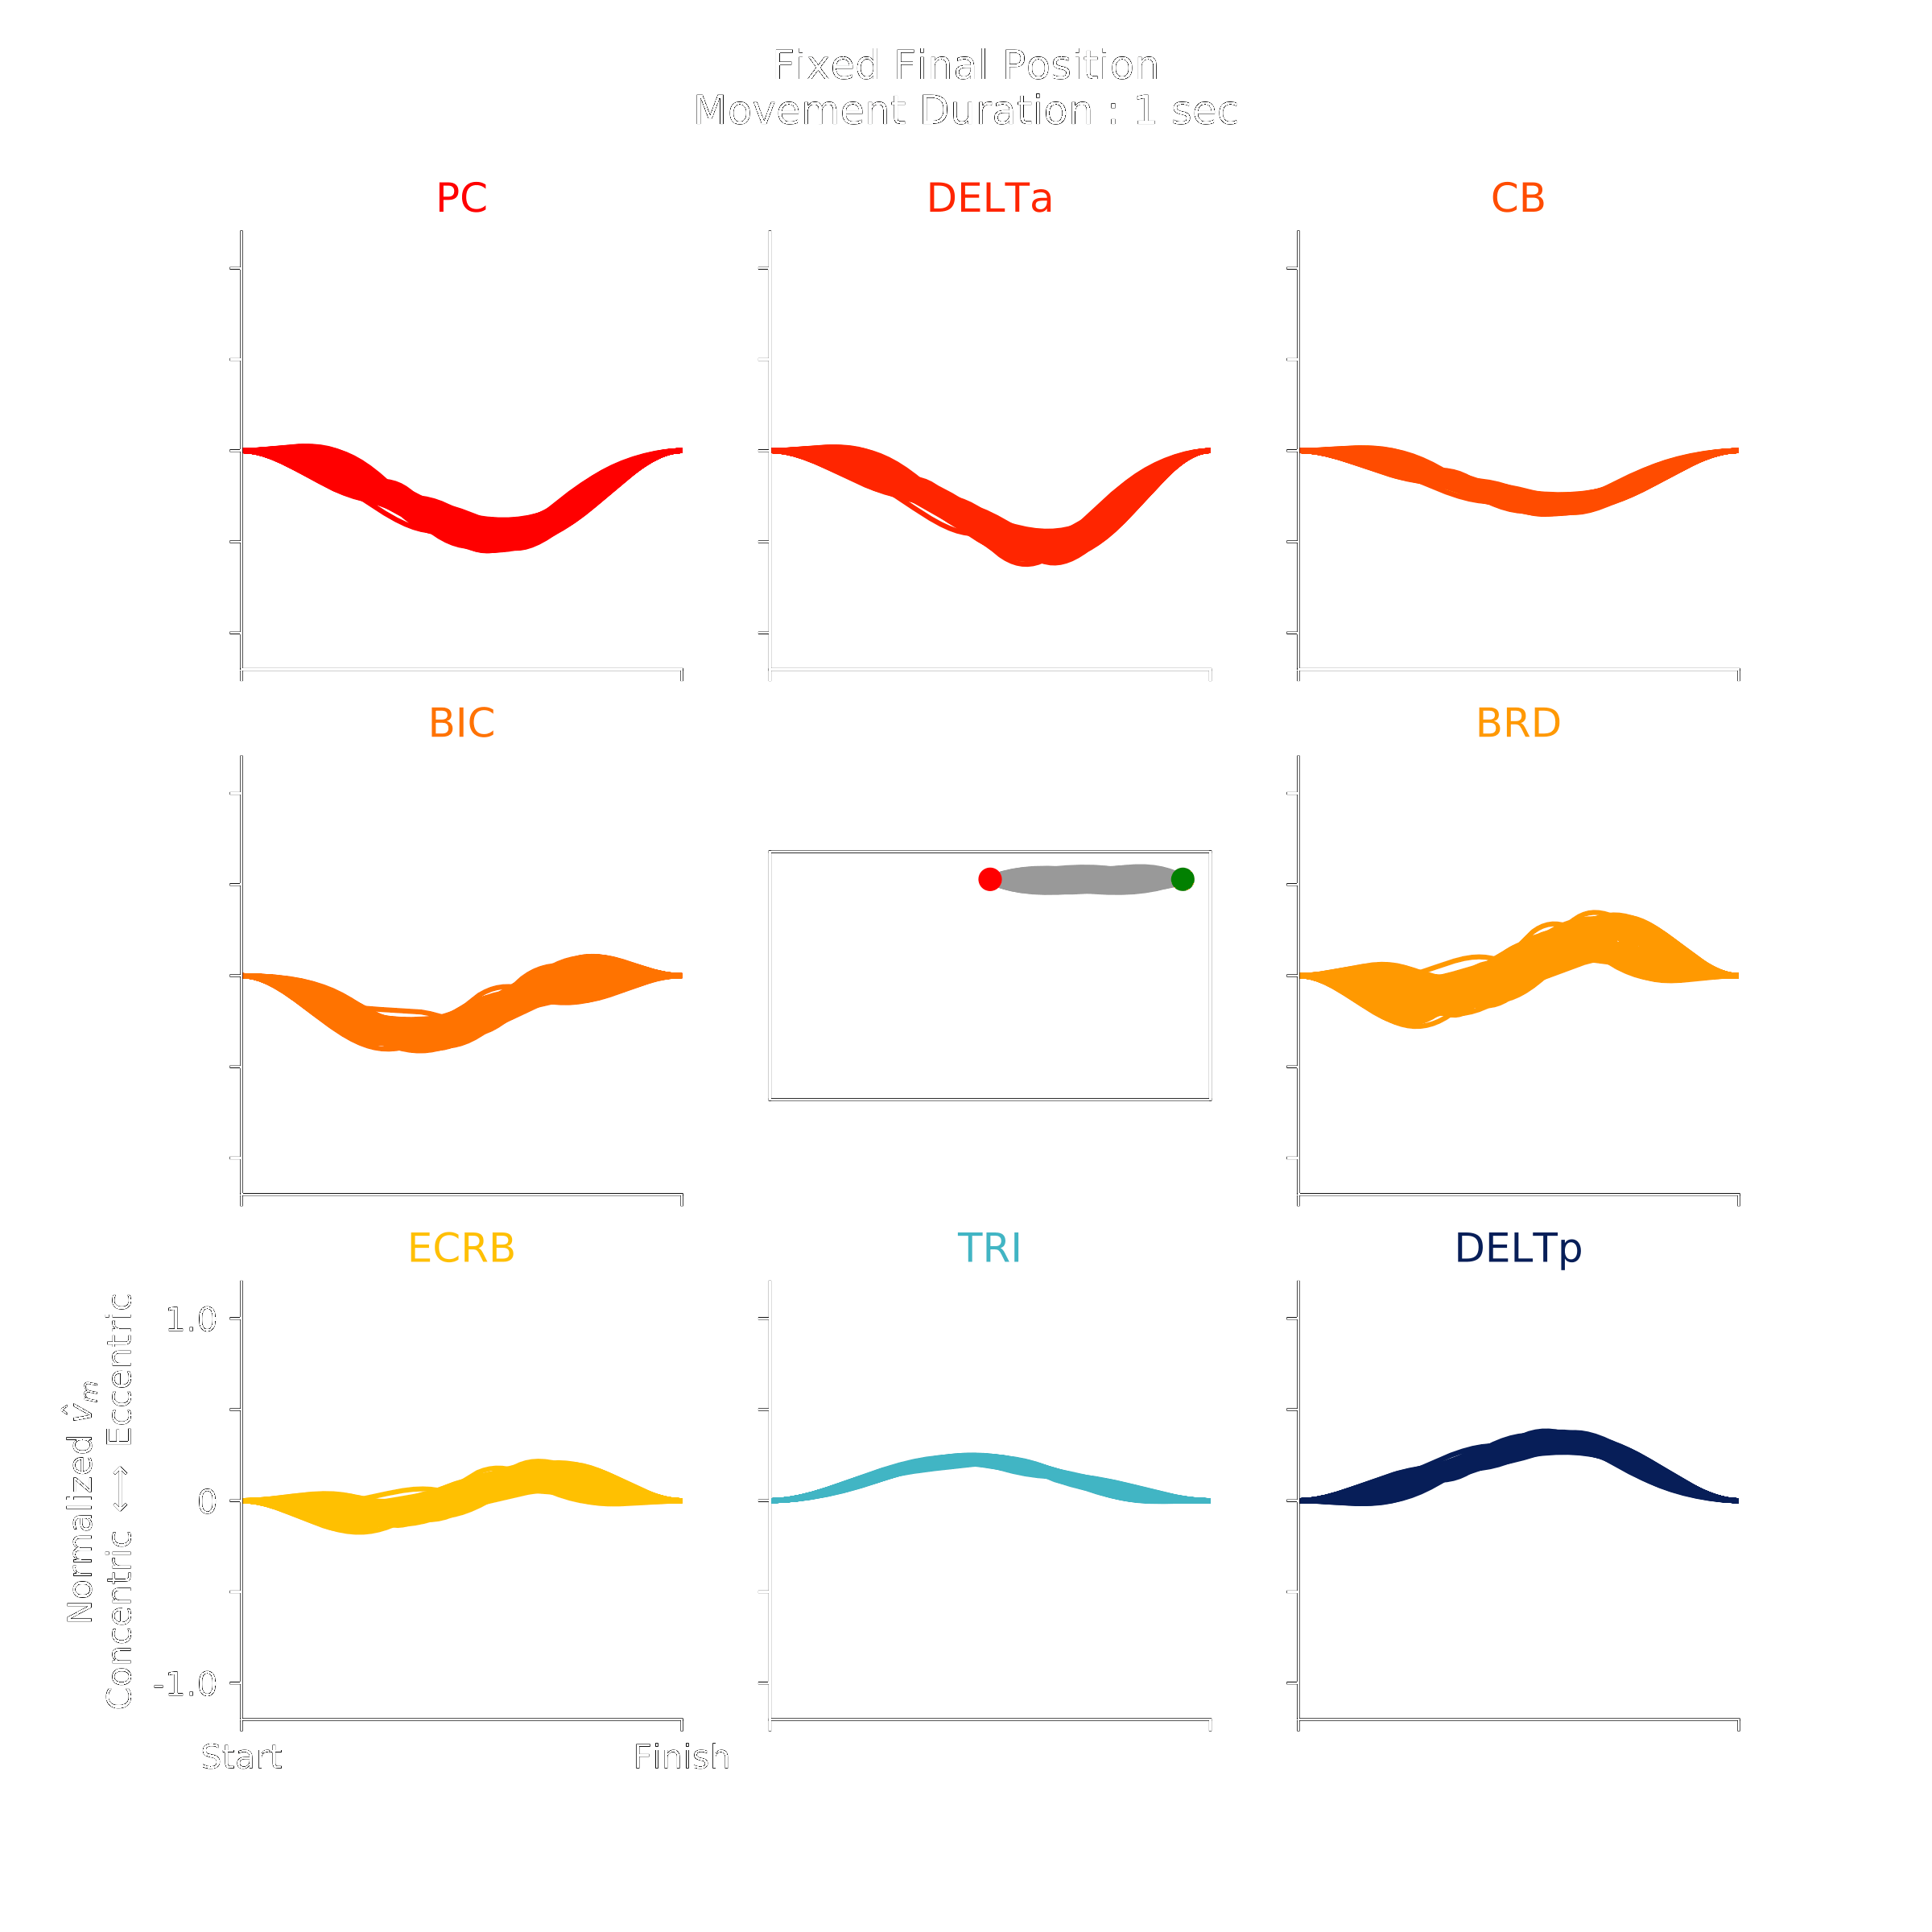 Fixed Final Position
Movement Duration : 1 sec
PC
DELTa
CB
BIC
BRD
ECRB
TRI
DELTp
Normalized v̂m
Concentric ⟷ Eccentric
1.0
0
-1.0
Start
Finish